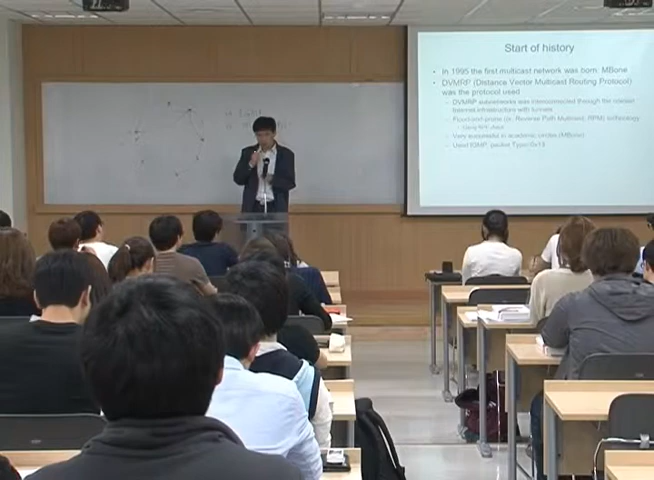 Start of history
• In 1995 the first multicast network was born: MBone
• DVMRP (Distance Vector Multicast Routing Protocol)
was the protocol used
– DVMRP subnetworks was interconnected through the unicast
Internet infrastructure with tunnels
– Flood and prune (or, Reverse Path Multicast, RPM) technology
– Very successful in academic circles (MBone)
– Used IGMP, packet Type=0x13